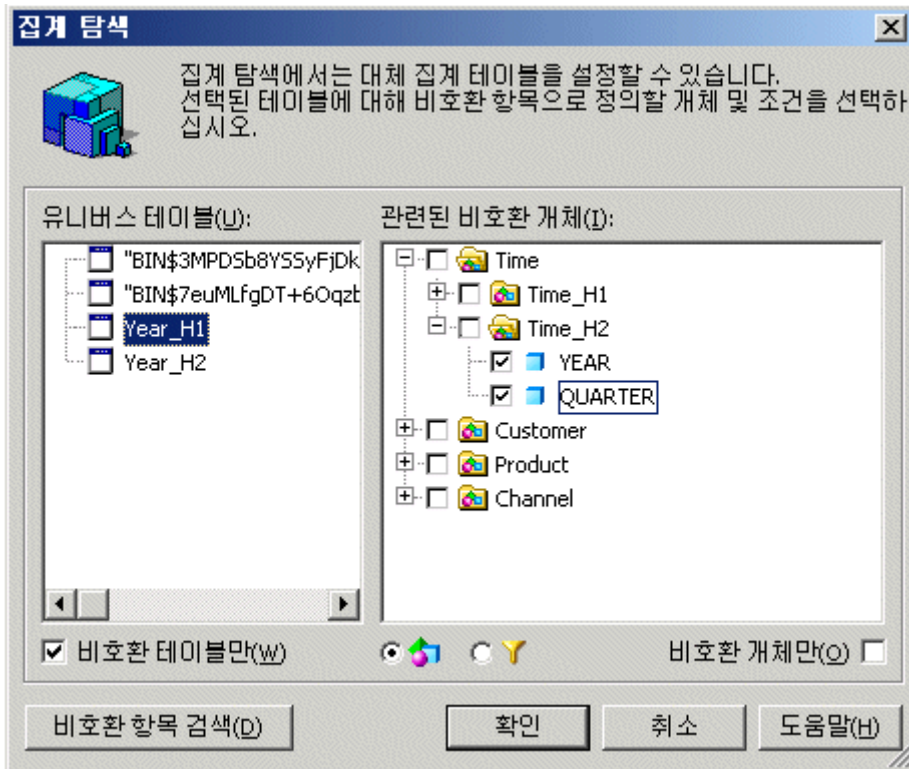 집계 탐색
집계 탐색에서는 대체 집계 테이블을 설정할 수 있습니다.
선택된 테이블에 대해 비호환 항목으로 정의할 개체 및 조건을 선택하
십시오.
유니버스 테이블(U):
관련된 비호환 개체(I):
"BIN$3MPDSb8YSSyFjDk
"BIN$7euMLfgDT+6Oqzb
Year_H1
Year_H2
Time
Time_H1
Time_H2
YEAR
QUARTER
Customer
Product
Channel
비호환 테이블만(W)
비호환 개체만(O)
비호환 항목 검색(D)
확인
취소
도움말(H)